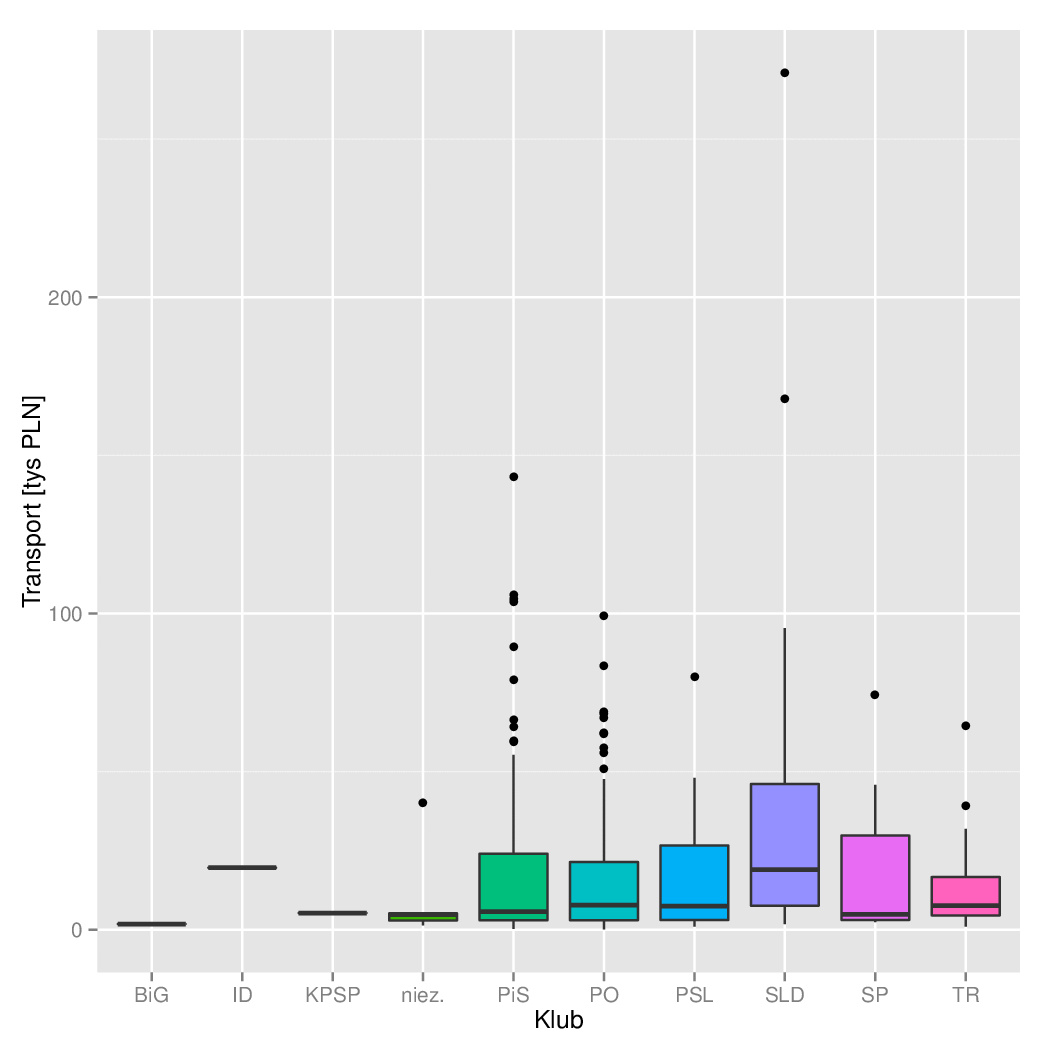 200
100
0
Transport [tys PLN]
BiG ID KPSP niez. PiS PO PSL SLD SP TR
Klub